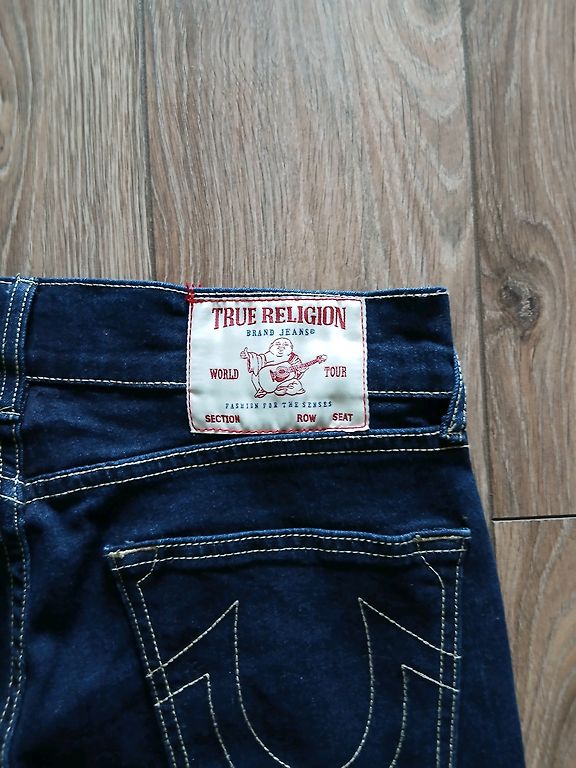 TRUE RELIGION
BRAND JEANS®
WORLD TOUR
FASHION FOR THE SENSES
SECTION ROW SEAT